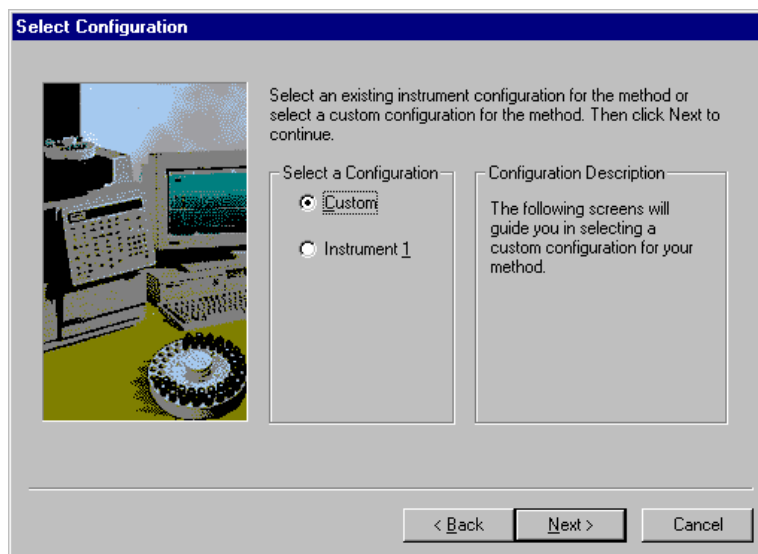 Select Configuration
Select an existing instrument configuration for the method or
select a custom configuration for the method. Then click Next to
continue.
Select a Configuration
Custom
Instrument 1
Configuration Description
The following screens will
guide you in selecting a
custom configuration for your
method.
< Back
Next >
Cancel